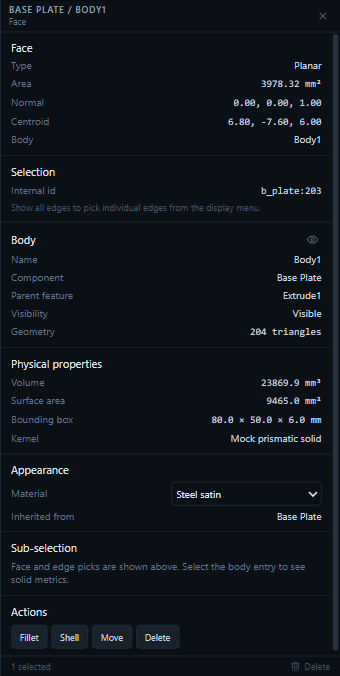 BASE PLATE / BODY1
Face
Face
Type Planar
Area 3978.32 mm²
Normal 0.00, 0.00, 1.00
Centroid 6.80, -7.60, 6.00
Body Body1
Selection
Internal id b_plate:203
Show all edges to pick individual edges from the display menu.
Body
Name Body1
Component Base Plate
Parent feature Extrude1
Visibility Visible
Geometry 204 triangles
Physical properties
Volume 23869.9 mm³
Surface area 9465.0 mm²
Bounding box 80.0 × 50.0 × 6.0 mm
Kernel Mock prismatic solid
Appearance
Material Steel satin
Inherited from Base Plate
Sub-selection
Face and edge picks are shown above. Select the body entry to see
solid metrics.
Actions
Fillet Shell Move Delete
1 selected Delete